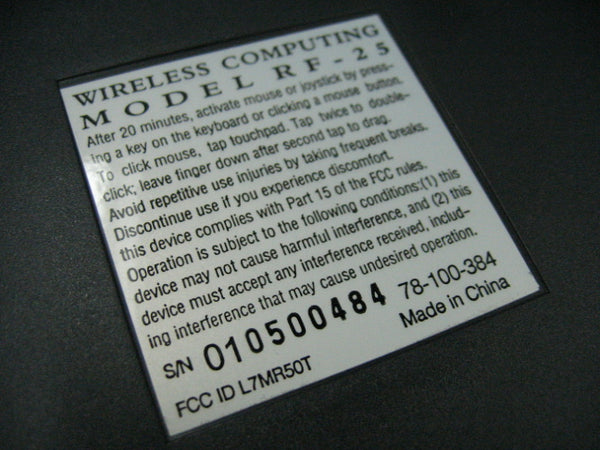 WIRELESS COMPUTING
MODEL RF-25
After 20 minutes, activate mouse or joystick by press-
ing a key on the keyboard or clicking a mouse button.
To click mouse, tap touchpad. Tap twice to double-
click; leave finger down after second tap to drag.
Avoid repetitive use injuries by taking frequent breaks.
Discontinue use if you experience discomfort.
this device complies with Part 15 of the FCC rules.
Operation is subject to the following conditions:(1) this
device may not cause harmful interference, and (2) this
device must accept any interference received, includ-
ing interference that may cause undesired operation.
S/N 010500484 78-100-384
FCC ID L7MR50T Made in China